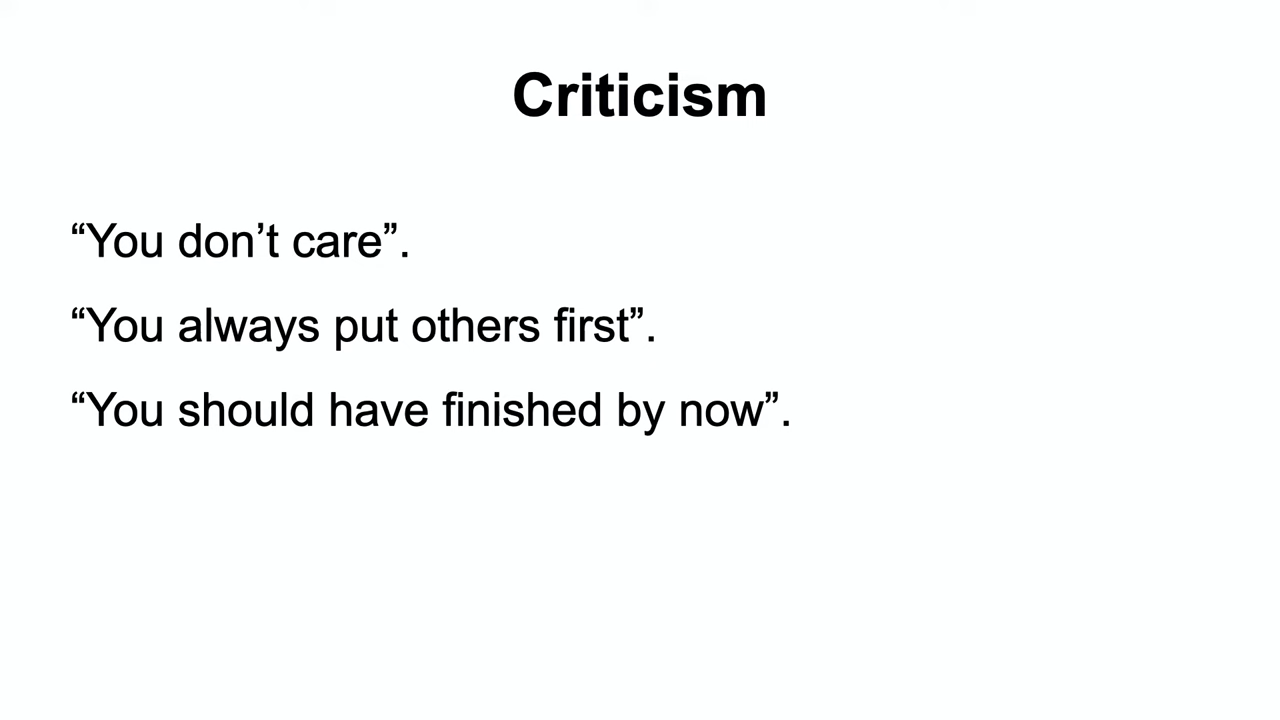 Criticism
“You don’t care”.
“You always put others first”.
“You should have finished by now”.